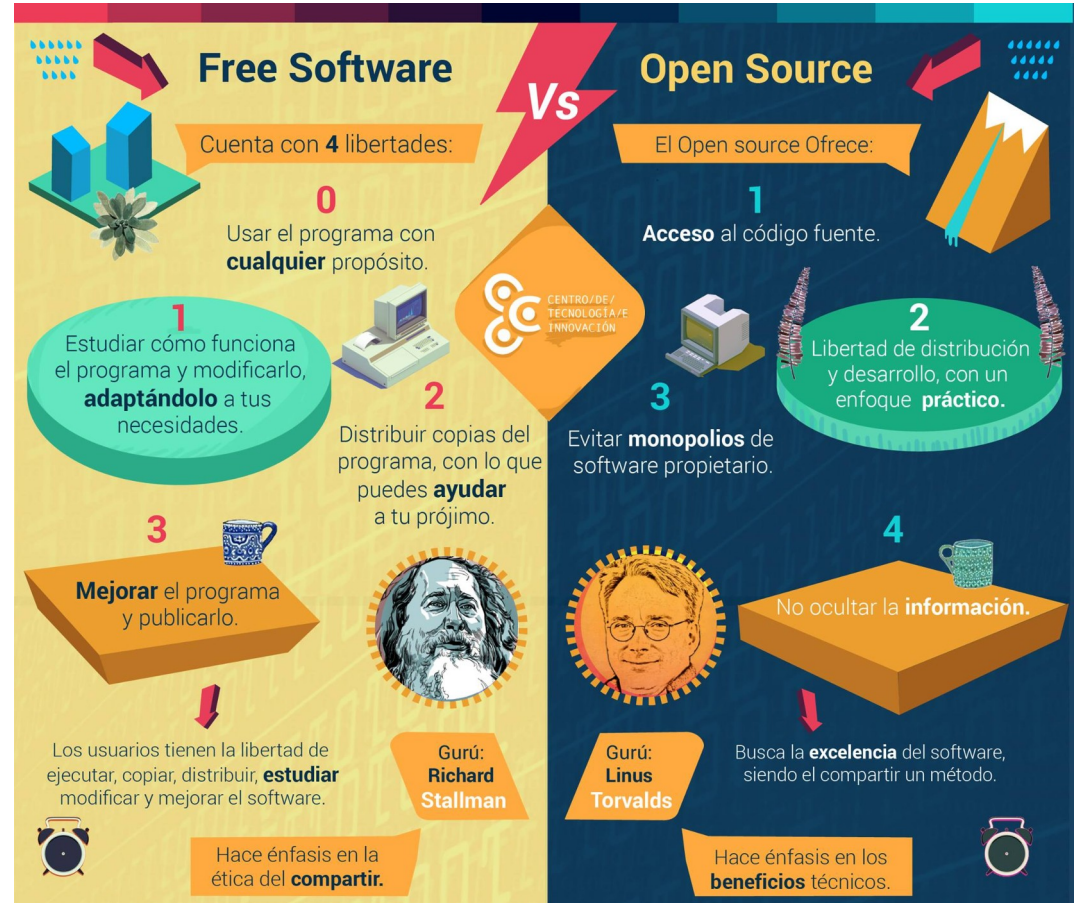 Free Software
Vs
Open Source
Cuenta con 4 libertades:
0
Usar el programa con
cualquier propósito.
1
Estudiar cómo funciona
el programa y modificarlo,
adaptándolo a tus
necesidades.
2
Distribuir copias del
programa, con lo que
puedes ayudar
a tu prójimo.
3
Mejorar el programa
y publicarlo.
Los usuarios tienen la libertad de
ejecutar, copiar, distribuir, estudiar
modificar y mejorar el software.
Gurú:
Richard
Stallman
Hace énfasis en la
ética del compartir.
CENTRO/DE/
TECNOLOGÍA/E
INNOVACIÓN
El Open source Ofrece:
1
Acceso al código fuente.
2
Libertad de distribución
y desarrollo, con un
enfoque práctico.
3
Evitar monopolios de
software propietario.
4
No ocultar la información.
Gurú:
Linus
Torvalds
Busca la excelencia del software,
siendo el compartir un método.
Hace énfasis en los
beneficios técnicos.